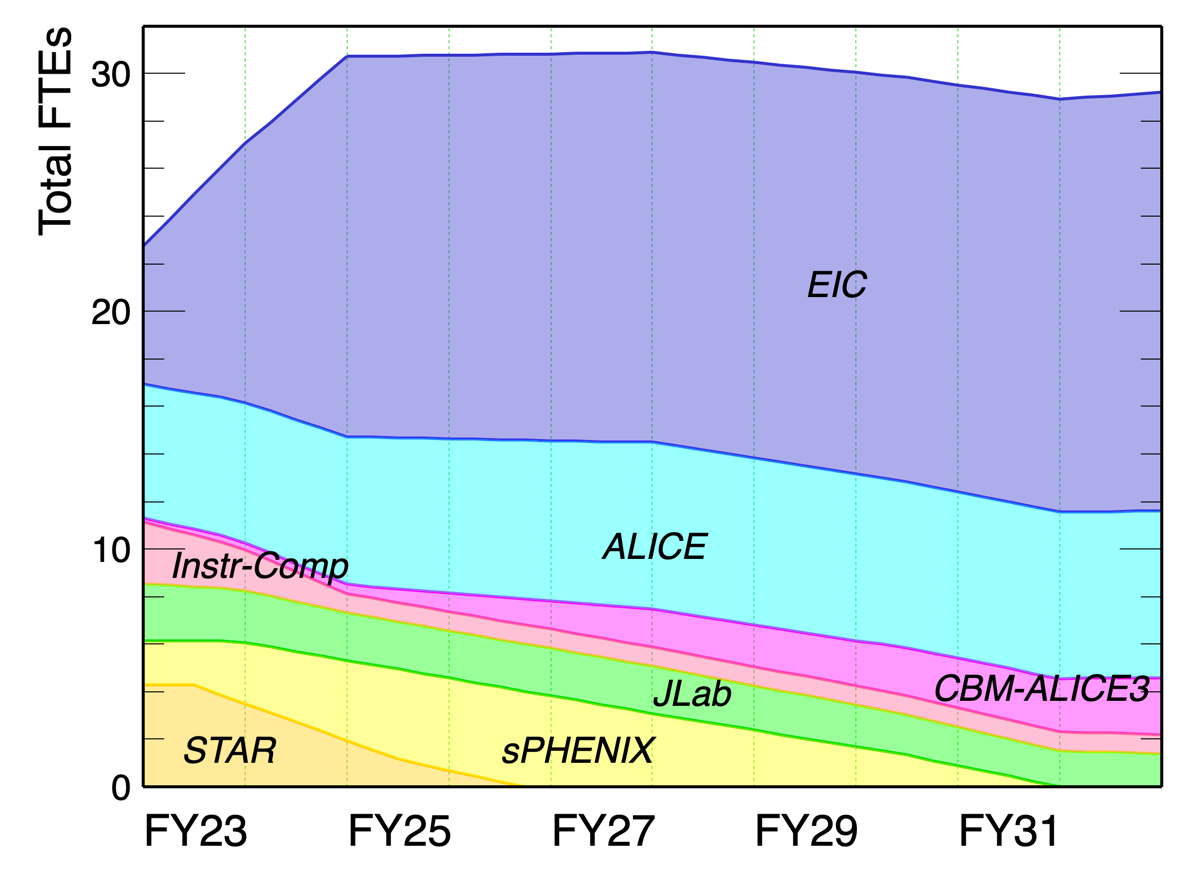 Total FTEs
30
20
10
0
EIC
ALICE
Instr-Comp
CBM-ALICE3
JLab
STAR
sPHENIX
FY23 FY25 FY27 FY29 FY31